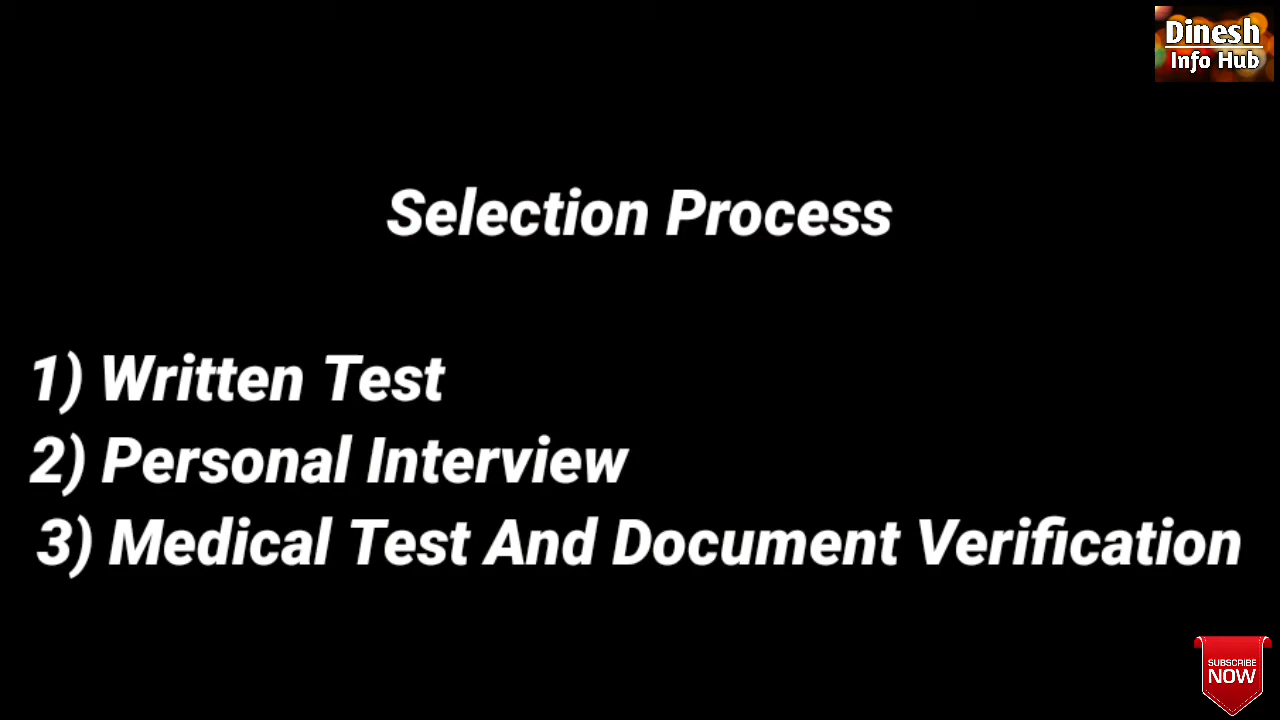 Dinesh
Info Hub
Selection Process
1) Written Test
2) Personal Interview
3) Medical Test And Document Verification
SUBSCRIBE
NOW